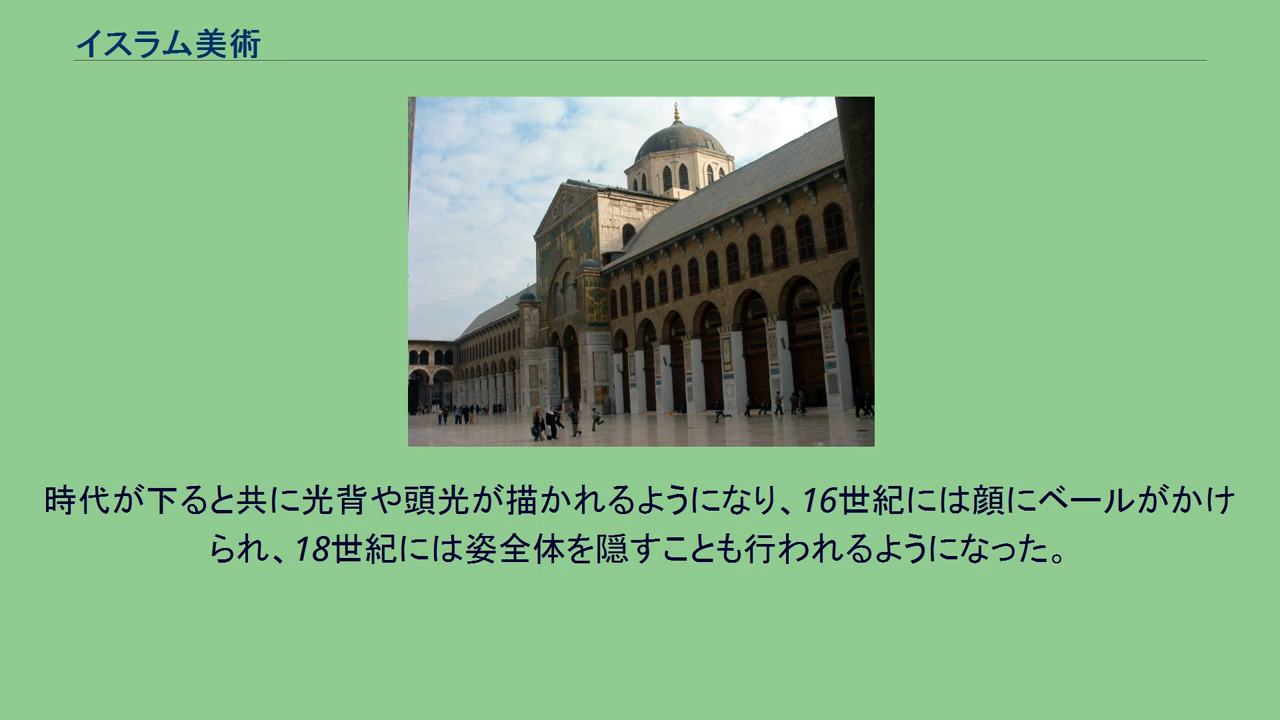 イスラム美術
時代が下ると共に光背や頭光が描かれるようになり、16世紀には顔にベールがかけ
られ、18世紀には姿全体を隠すことも行われるようになった。